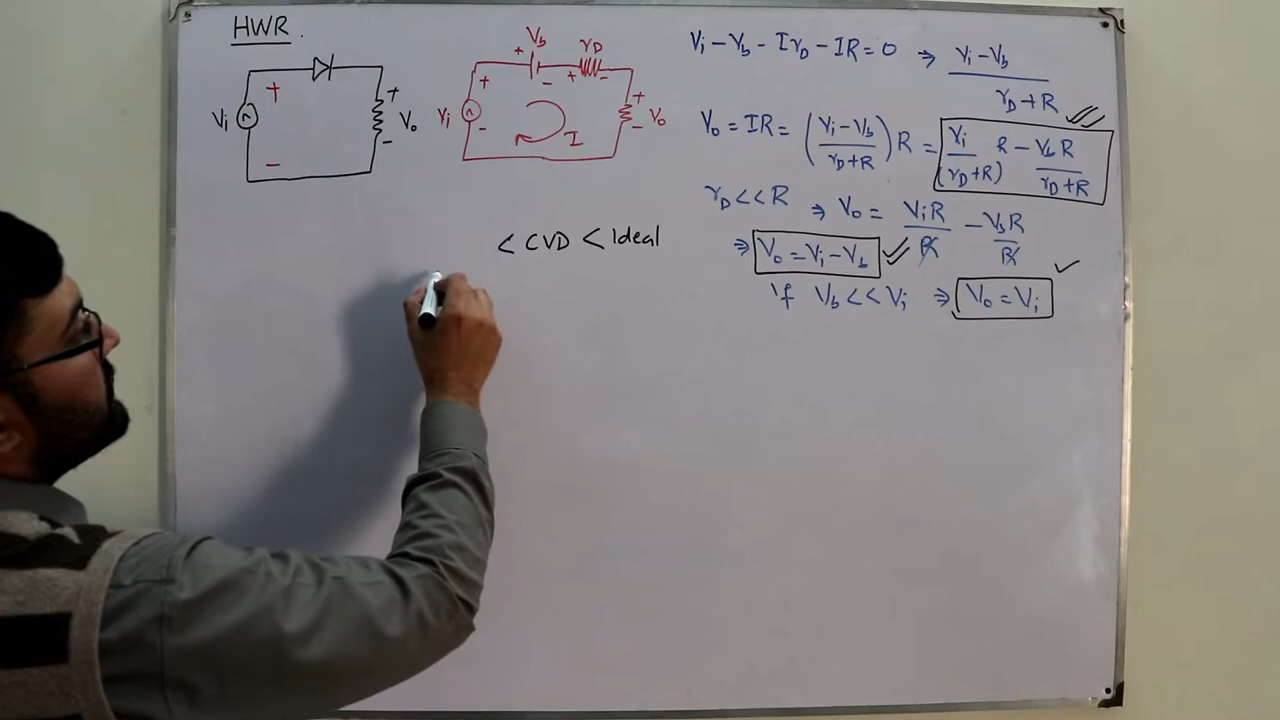 HWR.
Vi + - + - Vo
Vi + - + Vb - + rD - + - Vo I
Vi - Vb - IrD - IR = 0 ⇒ Vi - Vb / rD + R
Vo = IR = (Vi - Vb / rD + R) R = Vi / (rD + R) R - Vb R / rD + R
rD << R ⇒ Vo = ViR / R - VbR / R
⇒ Vo = Vi - Vb
If Vb << Vi ⇒ Vo = Vi
< CVD < Ideal